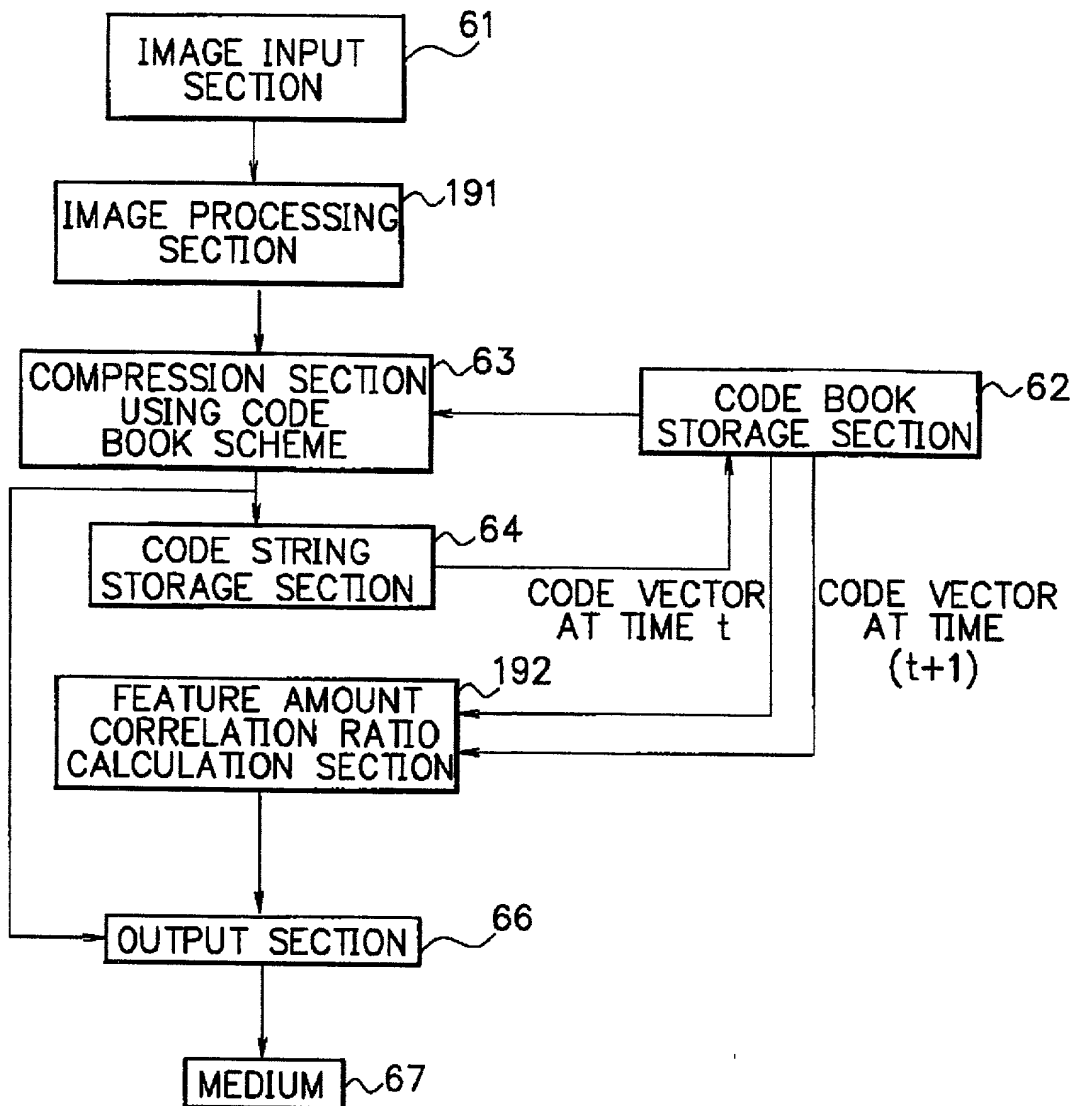 61
IMAGE INPUT
SECTION
191
IMAGE PROCESSING
SECTION
63
COMPRESSION SECTION
USING CODE
BOOK SCHEME
62
CODE BOOK
STORAGE SECTION
64
CODE STRING
STORAGE SECTION
CODE VECTOR
AT TIME t
CODE VECTOR
AT TIME
(t+1)
192
FEATURE AMOUNT
CORRELATION RATIO
CALCULATION SECTION
66
OUTPUT SECTION
MEDIUM
67